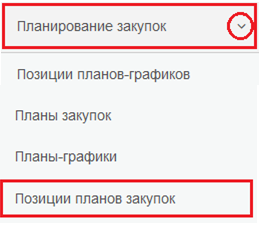 Планирование закупок
Позиции планов-графиков
Планы закупок
Планы-графики
Позиции планов закупок